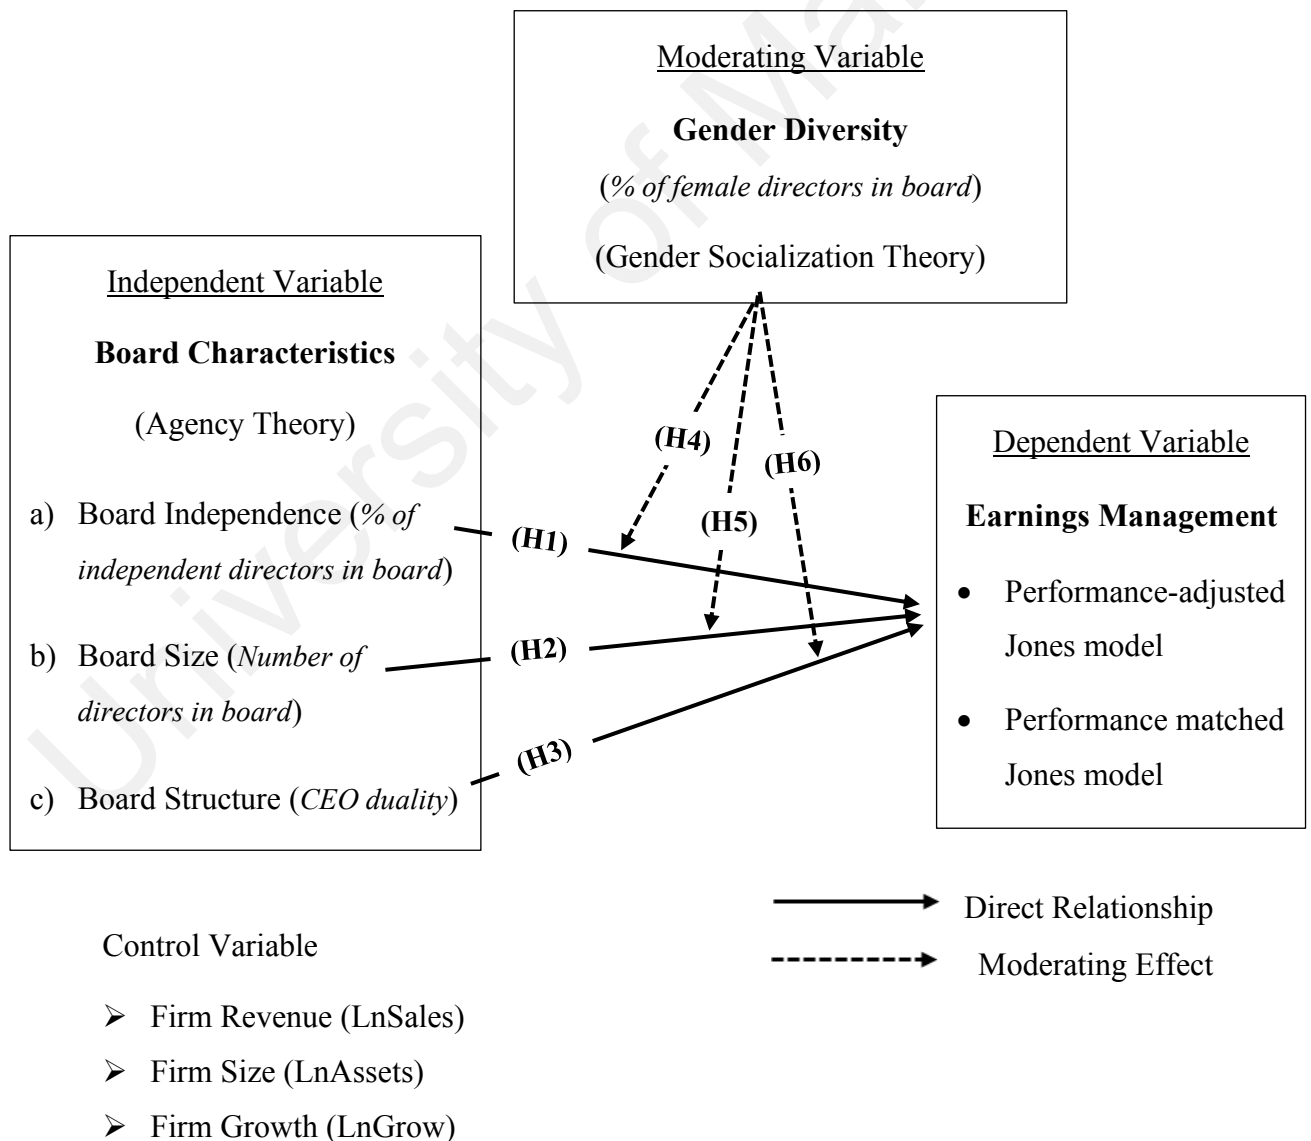 Moderating Variable
Gender Diversity
(% of female directors in board)
(Gender Socialization Theory)
Independent Variable
Board Characteristics
(Agency Theory)
a) Board Independence (% of
independent directors in board)
b) Board Size (Number of
directors in board)
c) Board Structure (CEO duality)
(H1)
(H2)
(H3)
(H4)
(H5)
(H6)
Dependent Variable
Earnings Management
• Performance-adjusted
Jones model
• Performance matched
Jones model
Direct Relationship
Moderating Effect
Control Variable
➢ Firm Revenue (LnSales)
➢ Firm Size (LnAssets)
➢ Firm Growth (LnGrow)
University of Ma